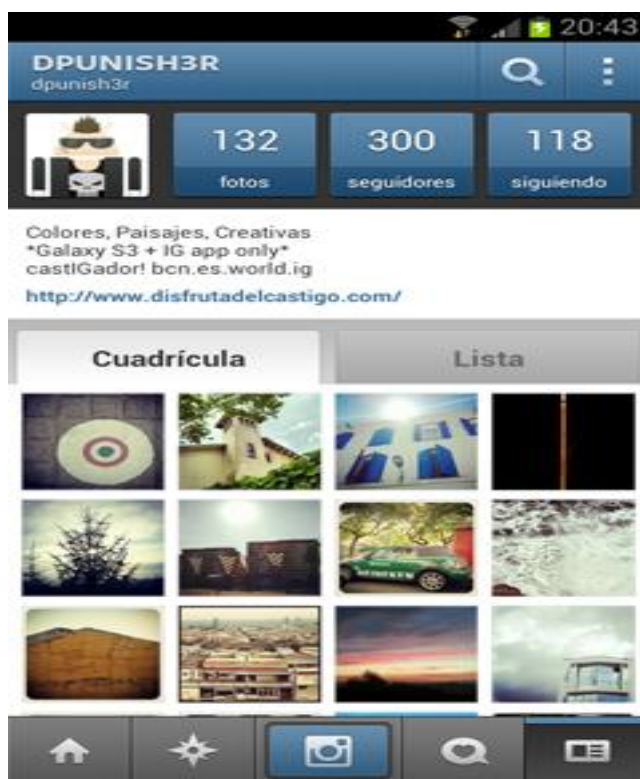 20:43
DPUNISH3R
dpunish3r
132
fotos
300
seguidores
118
siguiendo
Colores, Paisajes, Creativas
*Galaxy S3 + IG app only*
castIGador! bcn.es.world.ig
http://www.disfrutadelcastigo.com/
Cuadrícula
Lista